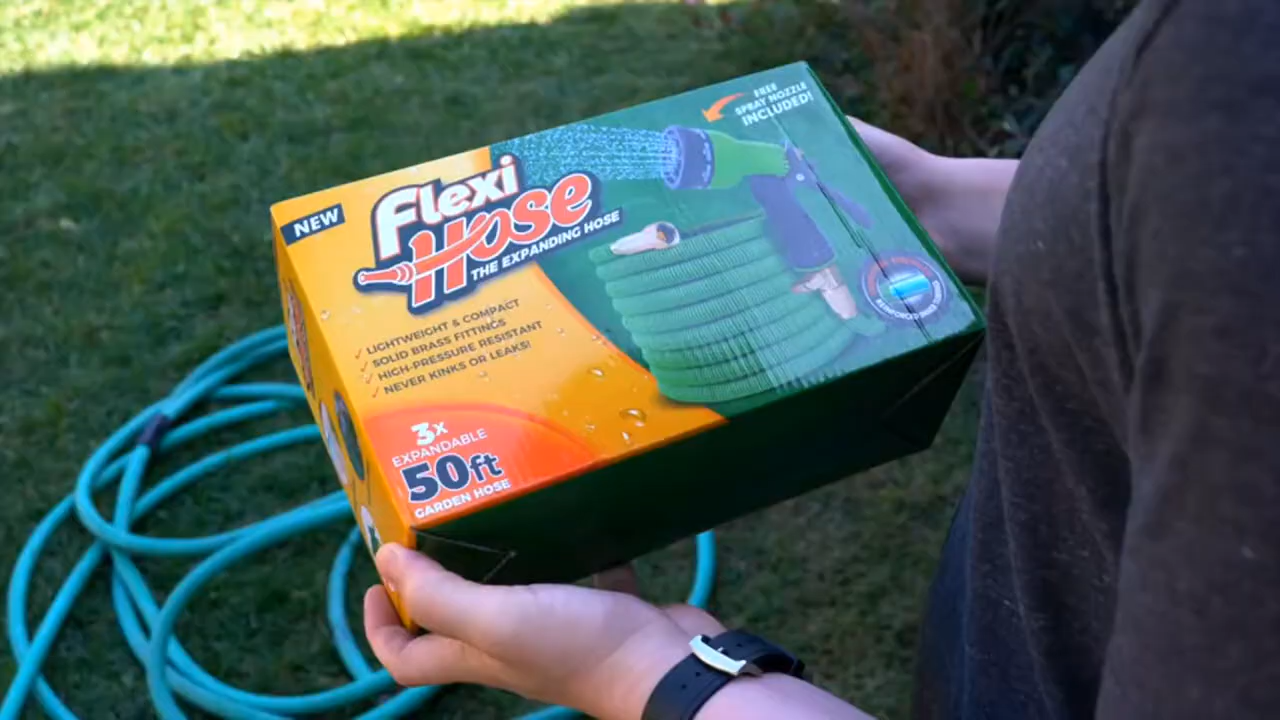 NEW
Flexi
Hose
THE EXPANDING HOSE
FREE
SPRAY NOZZLE
INCLUDED!
LIGHTWEIGHT & COMPACT
SOLID BRASS FITTINGS
HIGH-PRESSURE RESISTANT
NEVER KINKS OR LEAKS!
3x
EXPANDABLE
50ft
GARDEN HOSE
REINFORCED